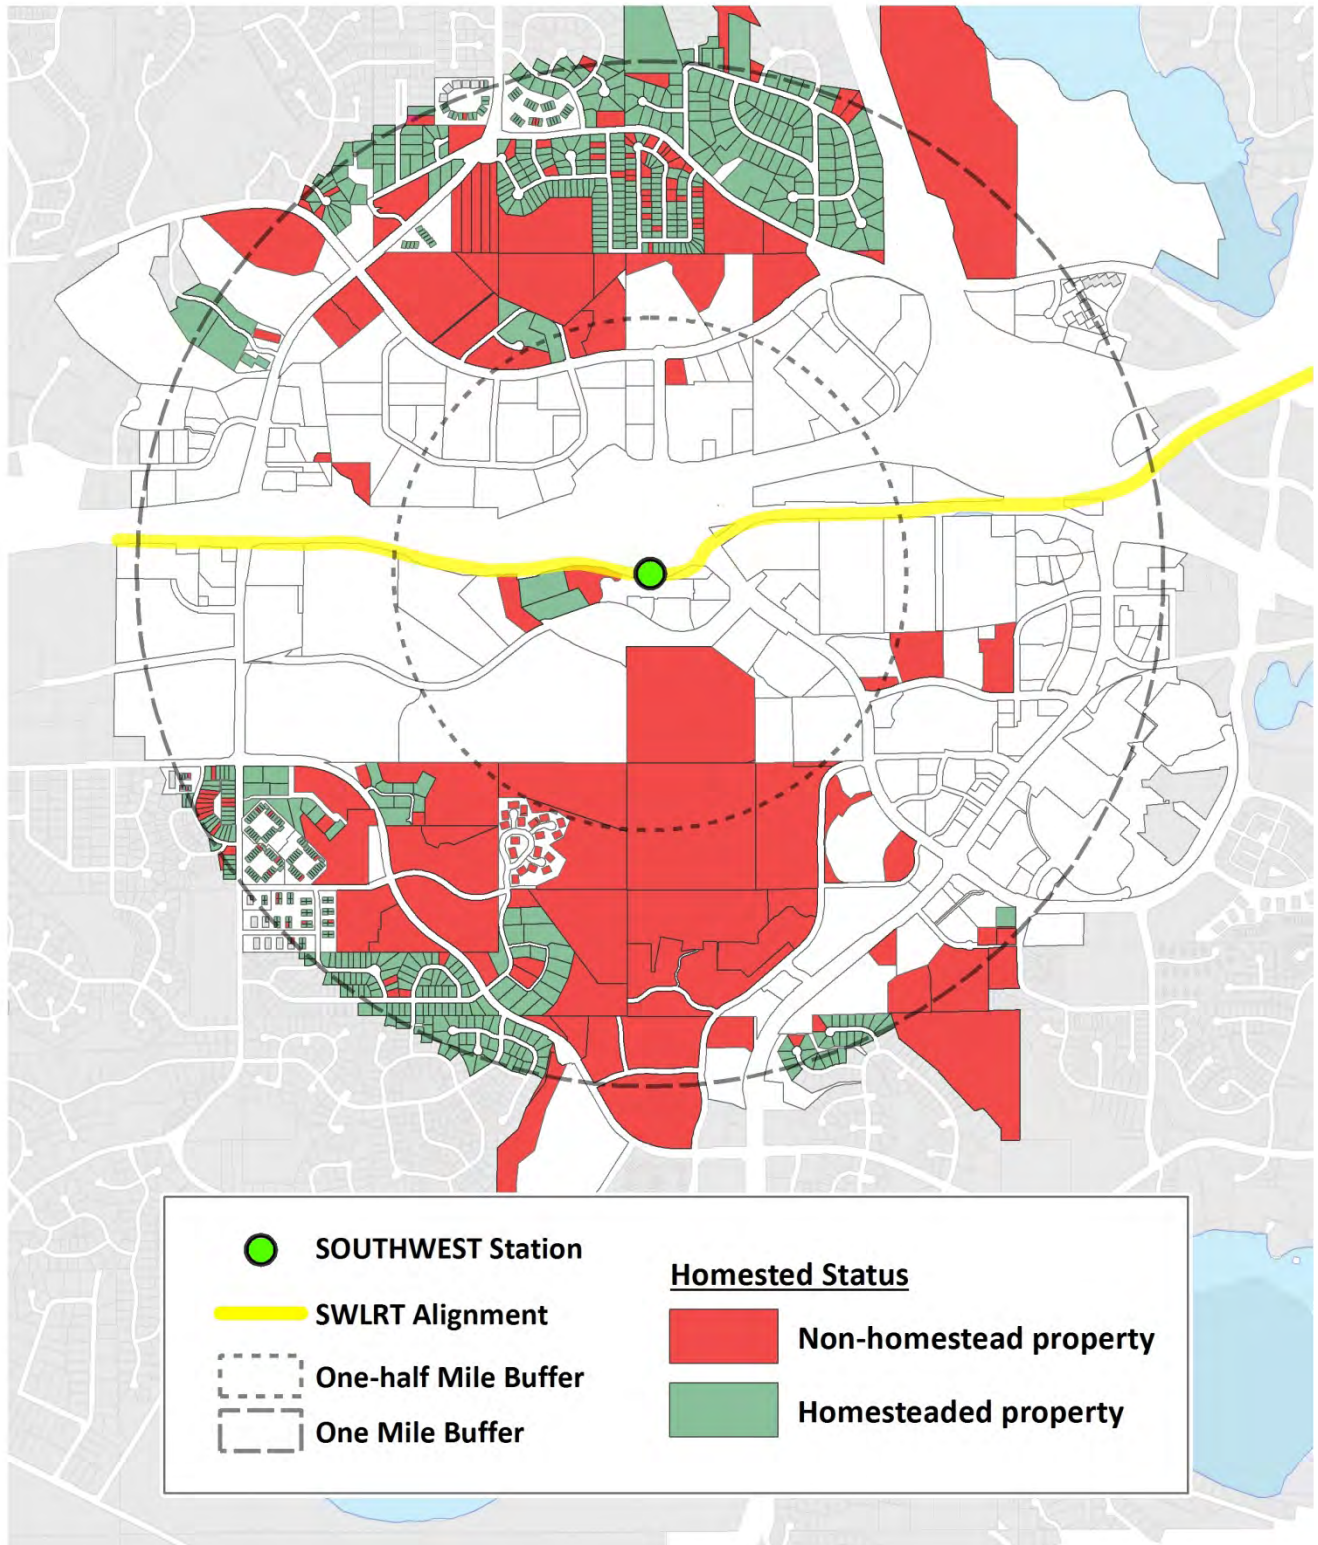 SOUTHWEST Station
SWLRT Alignment
One-half Mile Buffer
One Mile Buffer
Homested Status
Non-homestead property
Homesteaded property